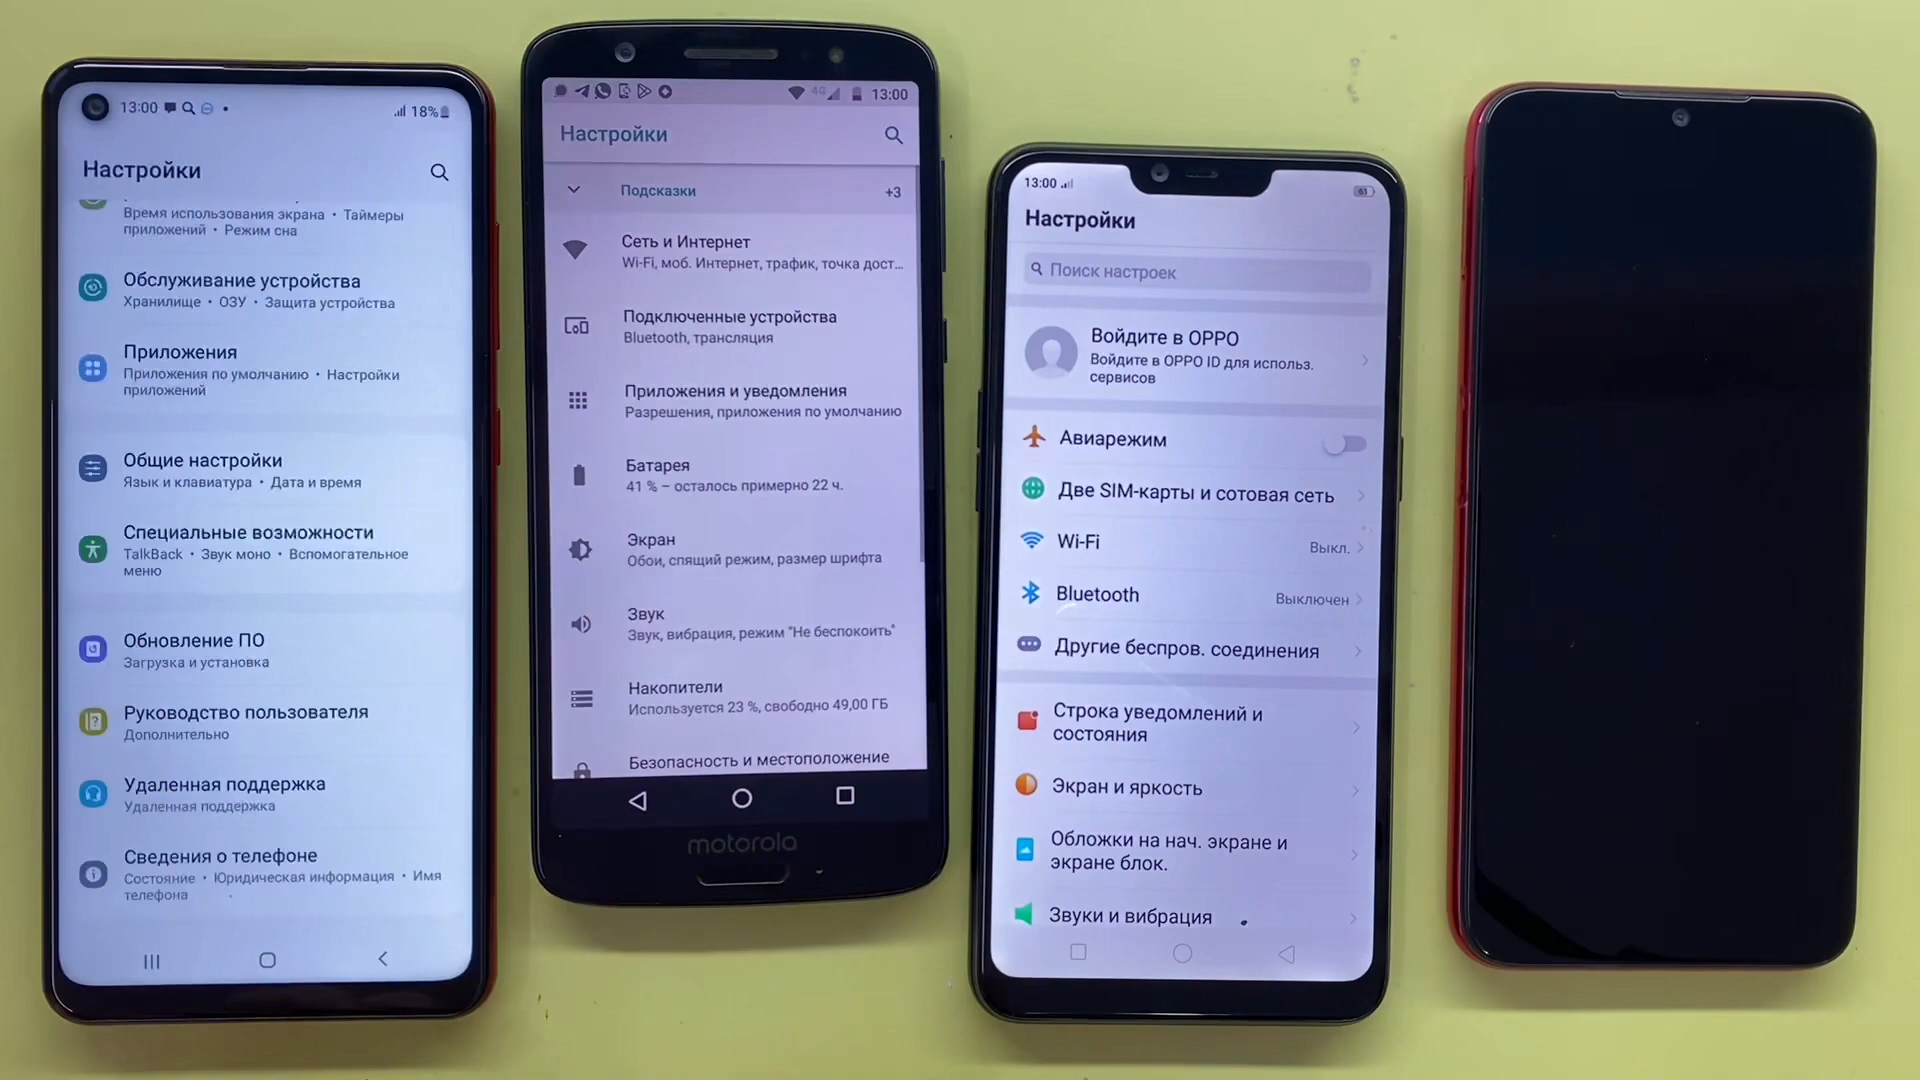 13:00
18%
Настройки
Время использования экрана • Таймеры
приложений • Режим сна
Обслуживание устройства
Хранилище • ОЗУ • Защита устройства
Приложения
Приложения по умолчанию • Настройки
приложений
Общие настройки
Язык и клавиатура • Дата и время
Специальные возможности
TalkBack • Звук моно • Вспомогательное
меню
Обновление ПО
Загрузка и установка
Руководство пользователя
Дополнительно
Удаленная поддержка
Удаленная поддержка
Сведения о телефоне
Состояние • Юридическая информация • Имя
телефона
4G
13:00
Настройки
Подсказки +3
Сеть и Интернет
Wi-Fi, моб. Интернет, трафик, точка дост...
Подключенные устройства
Bluetooth, трансляция
Приложения и уведомления
Разрешения, приложения по умолчанию
Батарея
41 % – осталось примерно 22 ч.
Экран
Обои, спящий режим, размер шрифта
Звук
Звук, вибрация, режим "Не беспокоить"
Накопители
Используется 23 %, свободно 49,00 ГБ
Безопасность и местоположение
motorola
13:00
61
Настройки
Поиск настроек
Войдите в OPPO
Войдите в OPPO ID для использ.
сервисов
Авиарежим
Две SIM-карты и сотовая сеть
Wi-Fi Выкл.
Bluetooth Выключен
Другие беспров. соединения
Строка уведомлений и
состояния
Экран и яркость
Обложки на нач. экране и
экране блок.
Звуки и вибрация